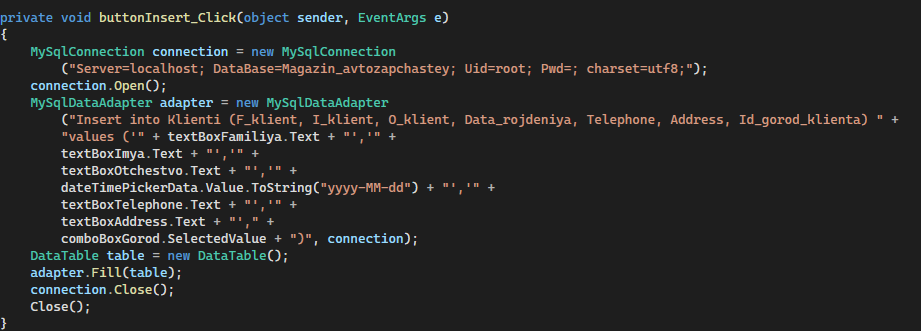 private void buttonInsert_Click(object sender, EventArgs e)
{
    MySqlConnection connection = new MySqlConnection
        ("Server=localhost; DataBase=Magazin_avtozapchastey; Uid=root; Pwd=; charset=utf8;");
    connection.Open();
    MySqlDataAdapter adapter = new MySqlDataAdapter
        ("Insert into Klienti (F_klient, I_klient, O_klient, Data_rojdeniya, Telephone, Address, Id_gorod_klienta) " +
        "values ('" + textBoxFamiliya.Text + "','" +
        textBoxImya.Text + "','" +
        textBoxOtchestvo.Text + "','" +
        dateTimePickerData.Value.ToString("yyyy-MM-dd") + "','" +
        textBoxTelephone.Text + "','" +
        textBoxAddress.Text + "'," +
        comboBoxGorod.SelectedValue + ")", connection);
    DataTable table = new DataTable();
    adapter.Fill(table);
    connection.Close();
    Close();
}